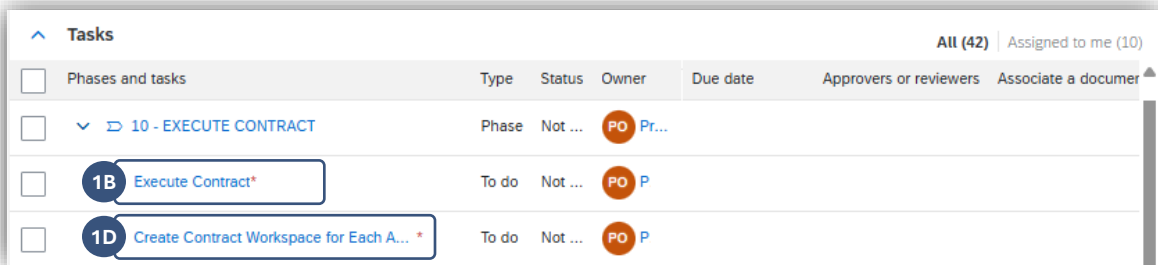 Tasks
All (42) Assigned to me (10)
Phases and tasks Type Status Owner Due date Approvers or reviewers Associate a documen
10 - EXECUTE CONTRACT Phase Not ... PO Pr...
1B Execute Contract* To do Not ... PO P
1D Create Contract Workspace for Each A... * To do Not ... PO P